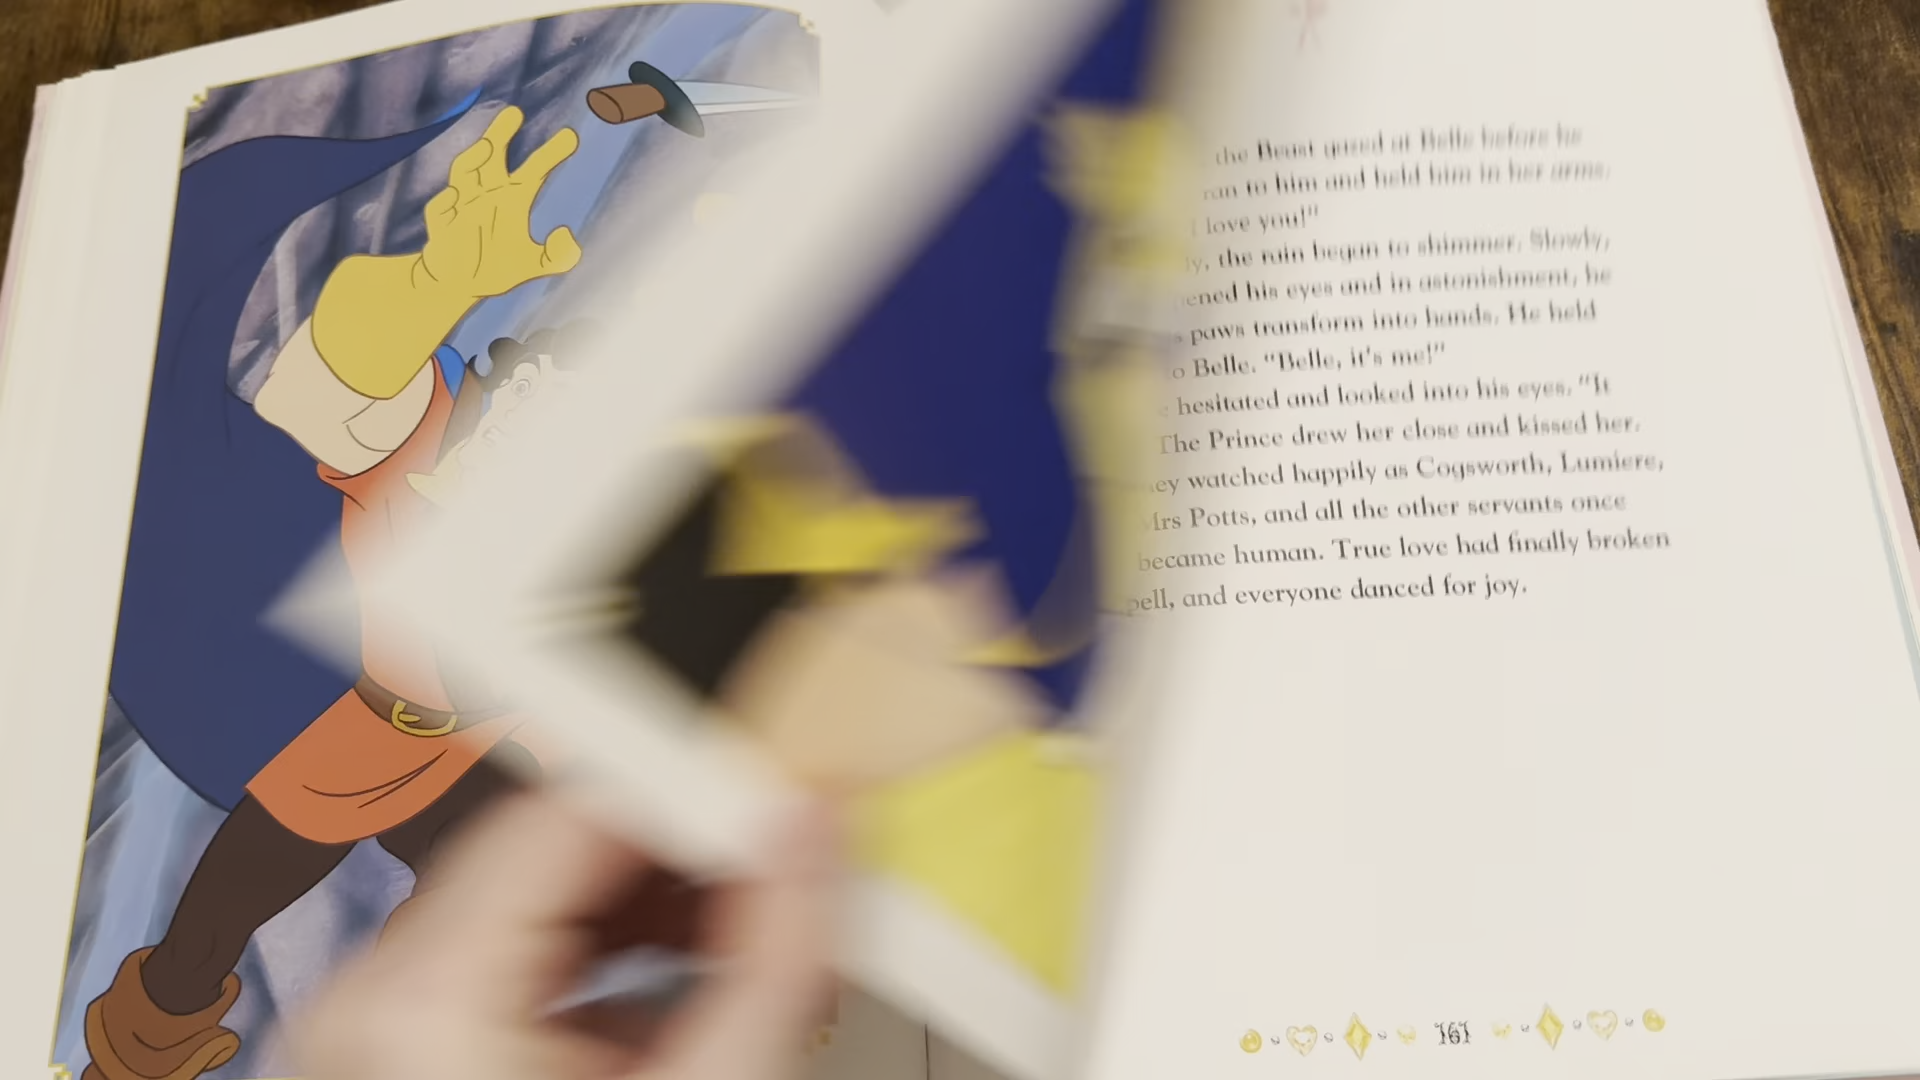 the Beast gazed at Belle before he
ran to him and held him in her arms.
love you!"
the rain began to shimmer. Slowly,
his eyes and in astonishment, he
paws transform into hands. He held
Belle. "Belle, it's me!"
hesitated and looked into his eyes. "It
The Prince drew her close and kissed her.
watched happily as Cogsworth, Lumiere,
Mrs Potts, and all the other servants once
became human. True love had finally broken
and everyone danced for joy.
161